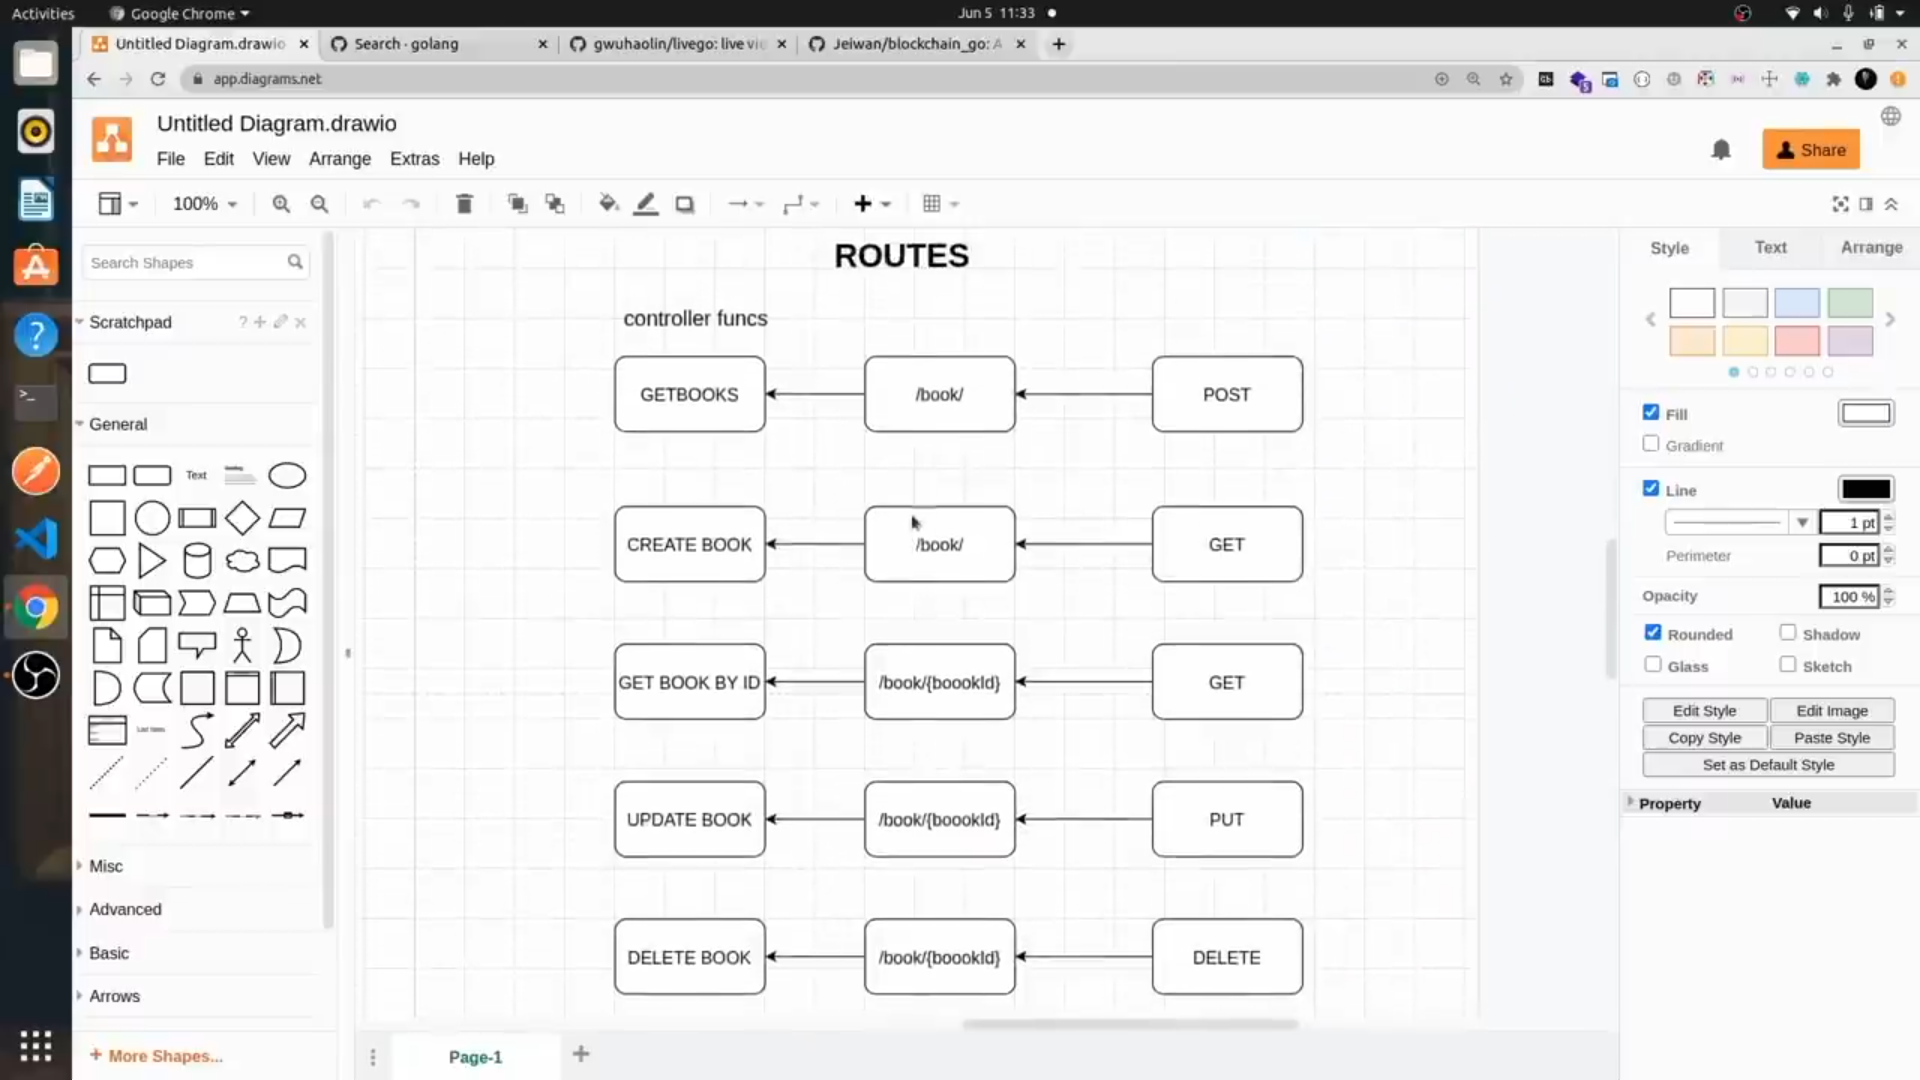 Activities
Google Chrome
Jun 5 11:33
Untitled Diagram.drawio
Search · golang
gwuhaolin/livego: live vi
Jeiwan/blockchain_go: A
app.diagrams.net
Untitled Diagram.drawio
File Edit View Arrange Extras Help
Share
100%
Search Shapes
Scratchpad
General
Text
Misc
Advanced
Basic
Arrows
+ More Shapes...
ROUTES
controller funcs
GETBOOKS /book/ POST
CREATE BOOK /book/ GET
GET BOOK BY ID /book/{boookId} GET
UPDATE BOOK /book/{boookId} PUT
DELETE BOOK /book/{boookId} DELETE
Page-1
Style Text Arrange
Fill
Gradient
Line
1 pt
Perimeter 0 pt
Opacity 100 %
Rounded Shadow
Glass Sketch
Edit Style Edit Image
Copy Style Paste Style
Set as Default Style
Property Value